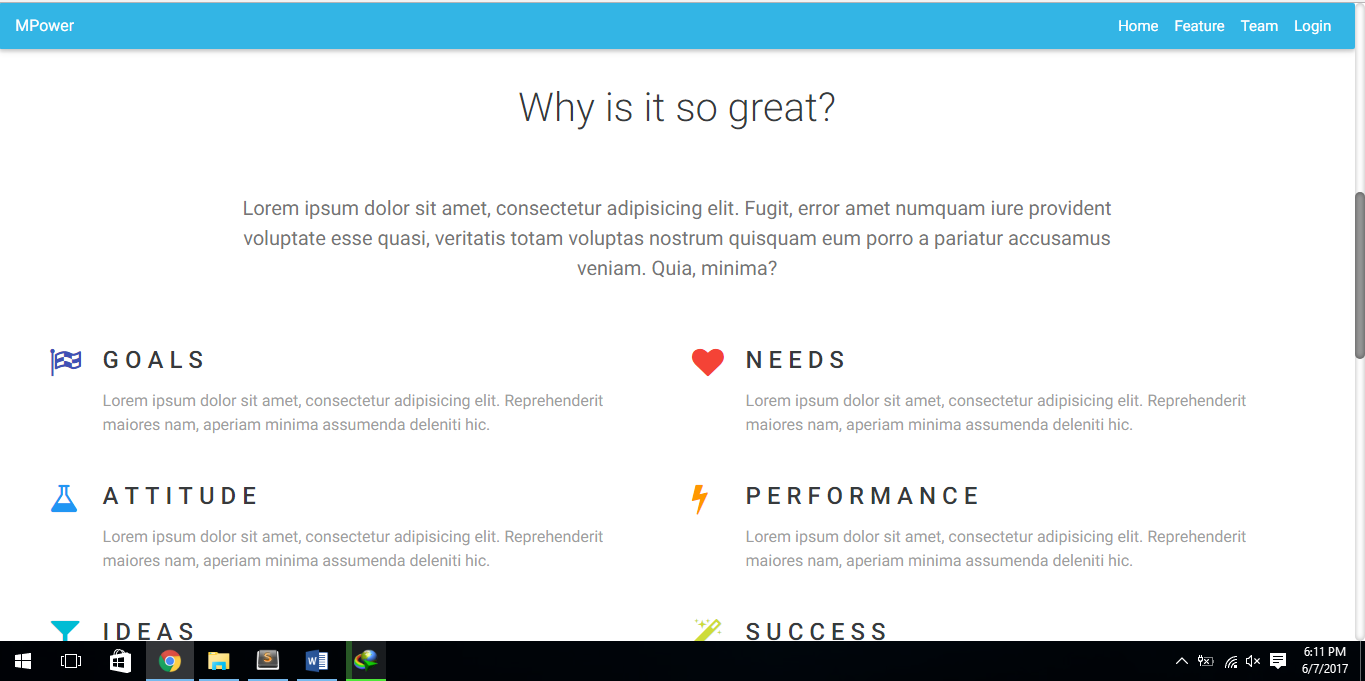 MPower
Home Feature Team Login
Why is it so great?
Lorem ipsum dolor sit amet, consectetur adipisicing elit. Fugit, error amet numquam iure provident
voluptate esse quasi, veritatis totam voluptas nostrum quisquam eum porro a pariatur accusamus
veniam. Quia, minima?
GOALS
Lorem ipsum dolor sit amet, consectetur adipisicing elit. Reprehenderit
maiores nam, aperiam minima assumenda deleniti hic.
NEEDS
Lorem ipsum dolor sit amet, consectetur adipisicing elit. Reprehenderit
maiores nam, aperiam minima assumenda deleniti hic.
ATTITUDE
Lorem ipsum dolor sit amet, consectetur adipisicing elit. Reprehenderit
maiores nam, aperiam minima assumenda deleniti hic.
PERFORMANCE
Lorem ipsum dolor sit amet, consectetur adipisicing elit. Reprehenderit
maiores nam, aperiam minima assumenda deleniti hic.
IDEAS
SUCCESS
6:11 PM
6/7/2017